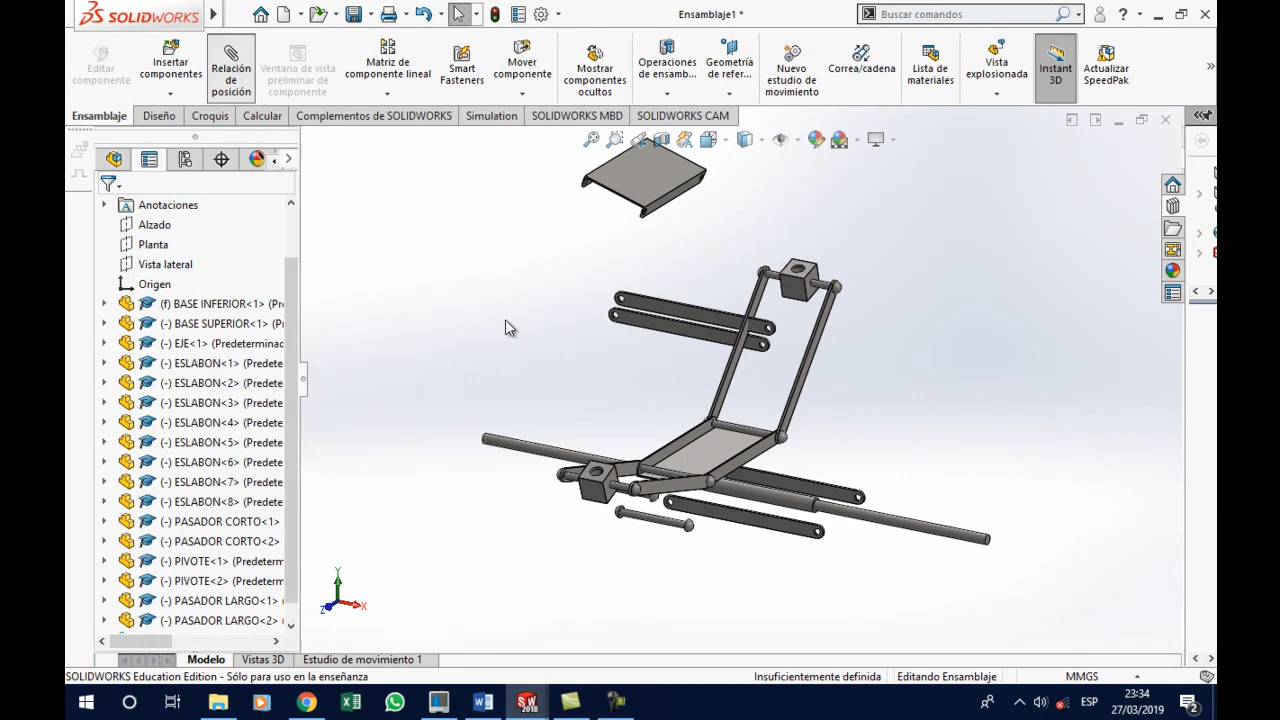 SOLIDWORKS
Ensamblaje1 *
Buscar comandos
?
Editar componente
Insertar componentes
Relación de posición
Ventana de vista preliminar de componente
Matriz de componente lineal
Smart Fasteners
Mover componente
Mostrar componentes ocultos
Operaciones de ensamb...
Geometría de refer...
Nuevo estudio de movimiento
Correa/cadena
Lista de materiales
Vista explosionada
Instant 3D
Actualizar SpeedPak
Ensamblaje Diseño Croquis Calcular Complementos de SOLIDWORKS Simulation SOLIDWORKS MBD SOLIDWORKS CAM
Anotaciones
Alzado
Planta
Vista lateral
Origen
(f) BASE INFERIOR<1> (Pr
(-) BASE SUPERIOR<1> (P
(-) EJE<1> (Predeterminac
(-) ESLABON<1> (Predete
(-) ESLABON<2> (Predete
(-) ESLABON<3> (Predete
(-) ESLABON<4> (Predete
(-) ESLABON<5> (Predete
(-) ESLABON<6> (Predete
(-) ESLABON<7> (Predete
(-) ESLABON<8> (Predete
(-) PASADOR CORTO<1>
(-) PASADOR CORTO<2>
(-) PIVOTE<1> (Predeterm
(-) PIVOTE<2> (Predeterm
(-) PASADOR LARGO<1> (
(-) PASADOR LARGO<2> (
Y
Z
X
Modelo Vistas 3D Estudio de movimiento 1
SOLIDWORKS Education Edition - Sólo para uso en la enseñanza Insuficientemente definida Editando Ensamblaje MMGS
SW 2018
ESP
23:34
27/03/2019
2